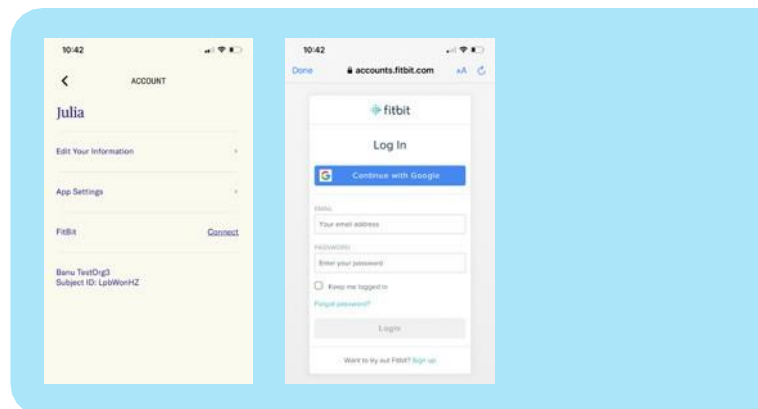 10:42
ACCOUNT
Julia
Edit Your Information
App Settings
FitBit Connect
Banu TestOrg3
Subject ID: LpbWonHZ
10:42
Done accounts.fitbit.com AA
fitbit
Log In
G Continue with Google
EMAIL
Your email address
PASSWORD
Enter your password
Keep me logged in
Forgot password?
Login
Want to try out Fitbit? Sign up